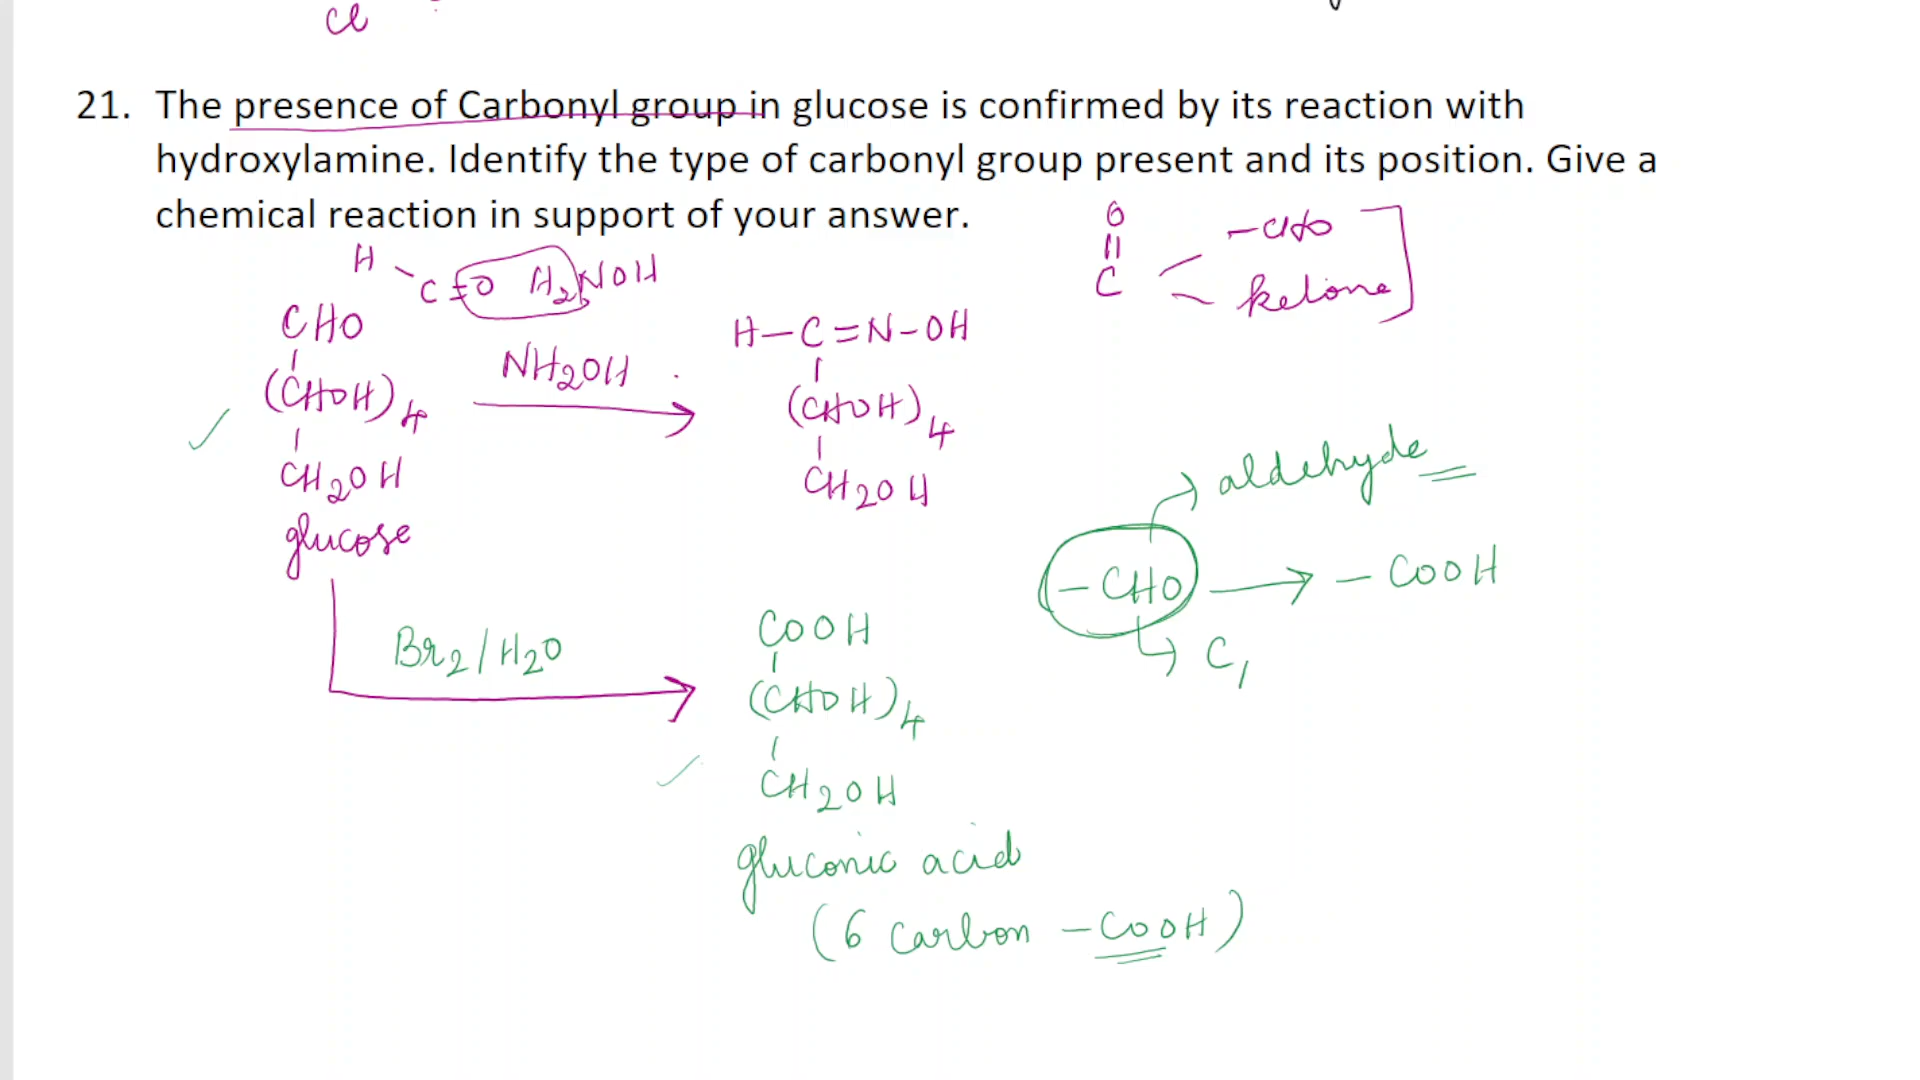 Cl
21. The presence of Carbonyl group in glucose is confirmed by its reaction with
hydroxylamine. Identify the type of carbonyl group present and its position. Give a
chemical reaction in support of your answer.
O
||
C
-CHO
ketone
H
C=O H2NOH
CHO
(CHOH)4
CH2OH
glucose
NH2OH
H-C=N-OH
(CHOH)4
CH2OH
aldehyde
-CHO → -COOH
C1
Br2/H2O
COOH
(CHOH)4
CH2OH
gluconic acid
(6 carbon -COOH)